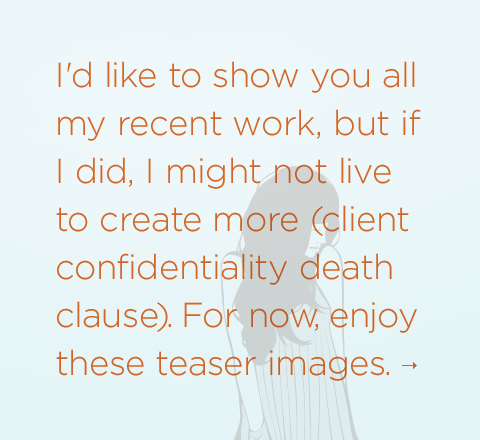 I'd like to show you all
my recent work, but if
I did, I might not live
to create more (client
confidentiality death
clause). For now, enjoy
these teaser images. →